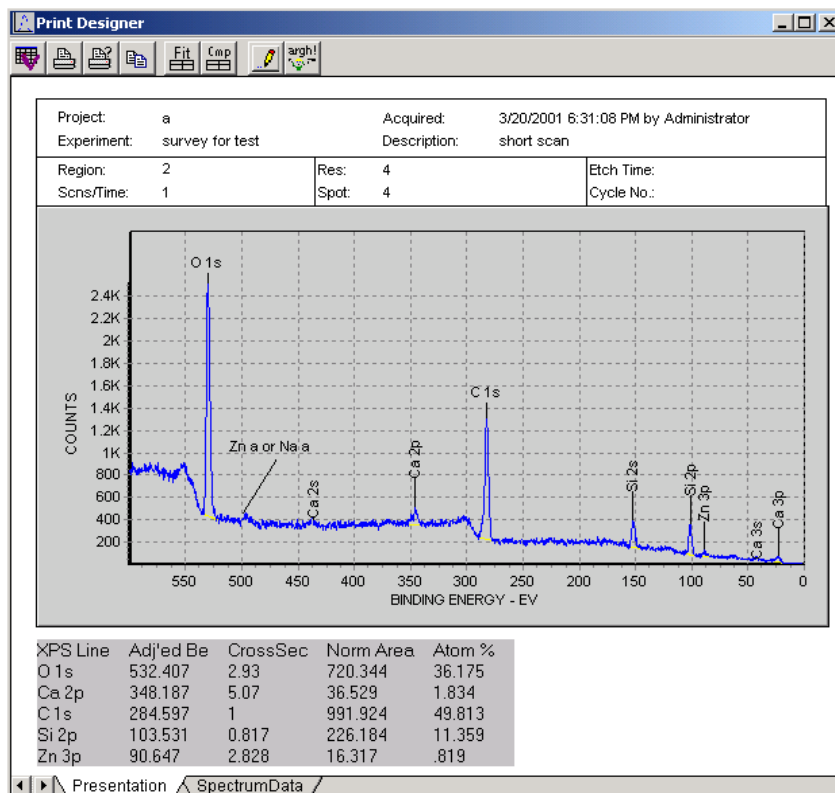 Print Designer
Fit Cmp argh!
Project: a Acquired: 3/20/2001 6:31:08 PM by Administrator
Experiment: survey for test Description: short scan
Region: 2 Res: 4 Etch Time:
Scns/Time: 1 Spot: 4 Cycle No.:
O 1s
2.4K
2.2K
2K
1.8K
1.6K
1.4K
1.2K
1K
800
600
400
200
COUNTS
Zn a or Na a
Ca 2s
Ca 2p
C 1s
Si 2s
Si 2p
Zn 3p
Ca 3s
Ca 3p
550 500 450 400 350 300 250 200 150 100 50 0
BINDING ENERGY - EV
XPS Line Adj'ed Be CrossSec Norm Area Atom %
O 1s 532.407 2.93 720.344 36.175
Ca 2p 348.187 5.07 36.529 1.834
C 1s 284.597 1 991.924 49.813
Si 2p 103.531 0.817 226.184 11.359
Zn 3p 90.647 2.828 16.317 .819
Presentation SpectrumData